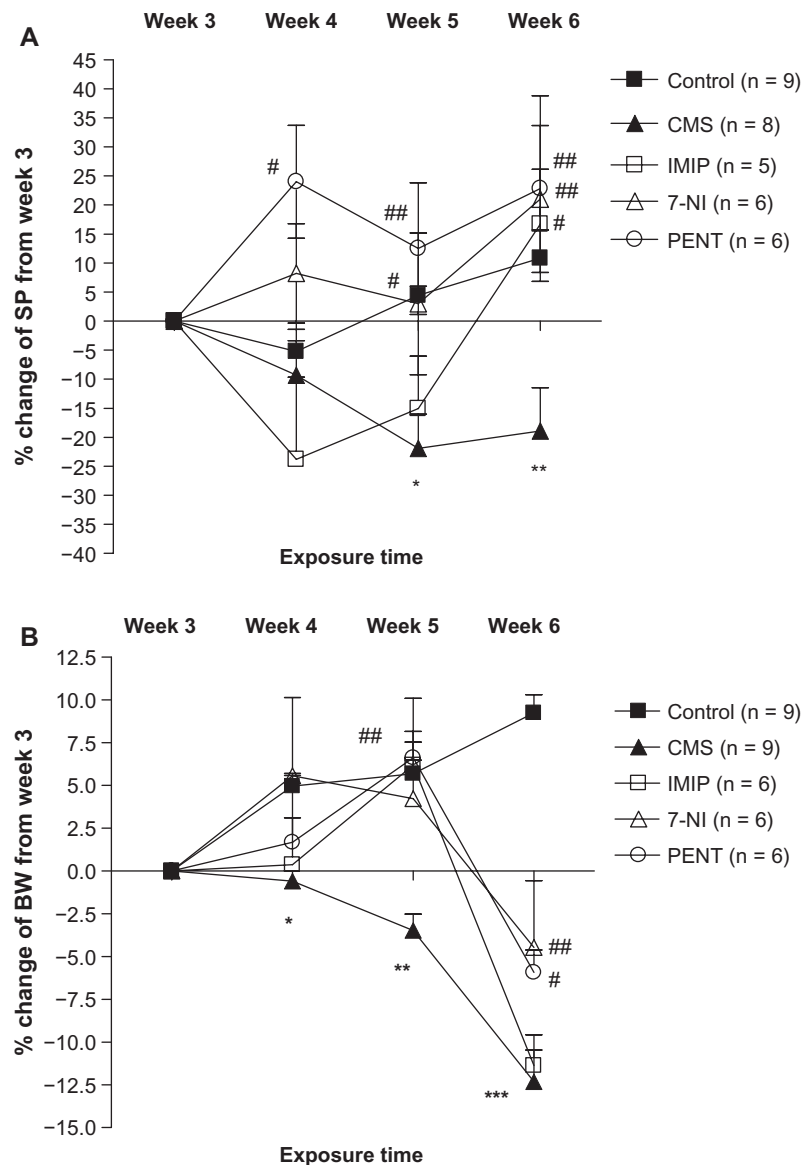 A
Week 3 Week 4 Week 5 Week 6
45
40
35
30
25
20
15
10
5
0
−5
−10
−15
−20
−25
−30
−35
−40
% change of SP from week 3
#
##
#
##
##
#
*
**
Exposure time
Control (n = 9)
CMS (n = 8)
IMIP (n = 5)
7-NI (n = 6)
PENT (n = 6)
B
Week 3 Week 4 Week 5 Week 6
12.5
10.0
7.5
5.0
2.5
0.0
−2.5
−5.0
−7.5
−10.0
−12.5
−15.0
% change of BW from week 3
##
*
**
##
#
***
Exposure time
Control (n = 9)
CMS (n = 9)
IMIP (n = 6)
7-NI (n = 6)
PENT (n = 6)